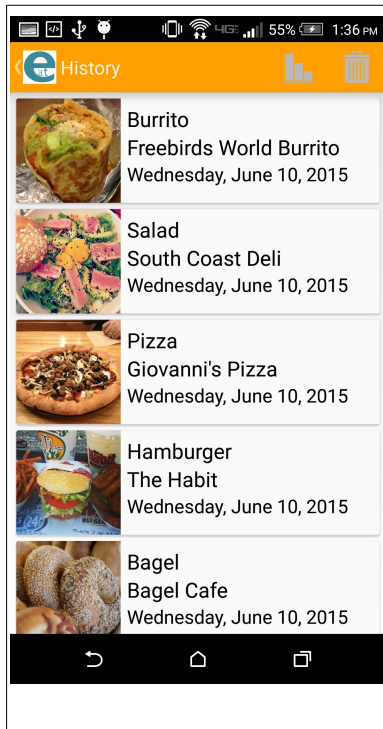 4G 55% 1:36 PM
eat History
Burrito
Freebirds World Burrito
Wednesday, June 10, 2015
Salad
South Coast Deli
Wednesday, June 10, 2015
Pizza
Giovanni's Pizza
Wednesday, June 10, 2015
Hamburger
The Habit
Wednesday, June 10, 2015
Bagel
Bagel Cafe
Wednesday, June 10, 2015